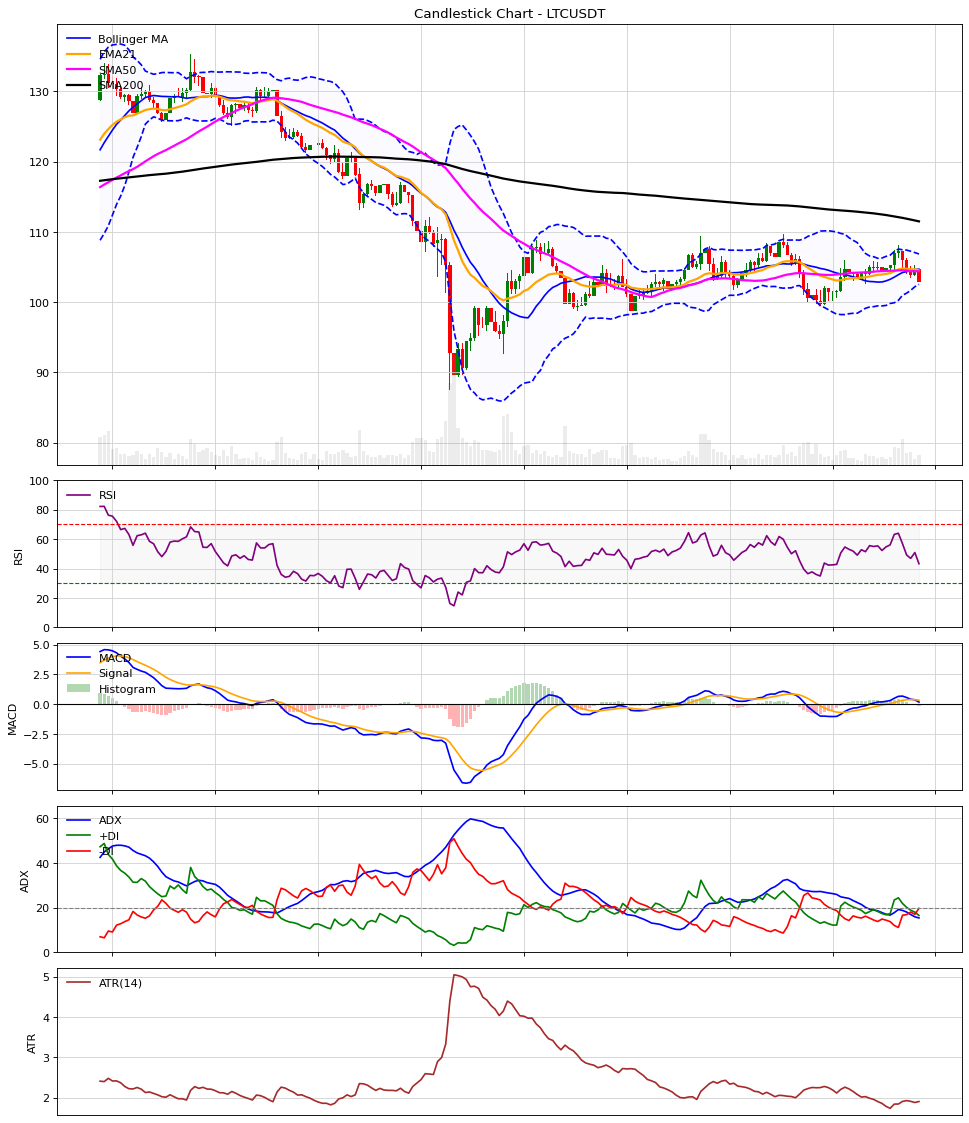 Candlestick Chart - LTCUSDT
Bollinger MA
EMA21
SMA50
SMA200
130
120
110
100
90
80
RSI
100
80
60
40
20
0
RSI
MACD
Signal
Histogram
5.0
2.5
0.0
−2.5
−5.0
MACD
ADX
+DI
-DI
60
40
20
0
ADX
ATR(14)
5
4
3
2
ATR